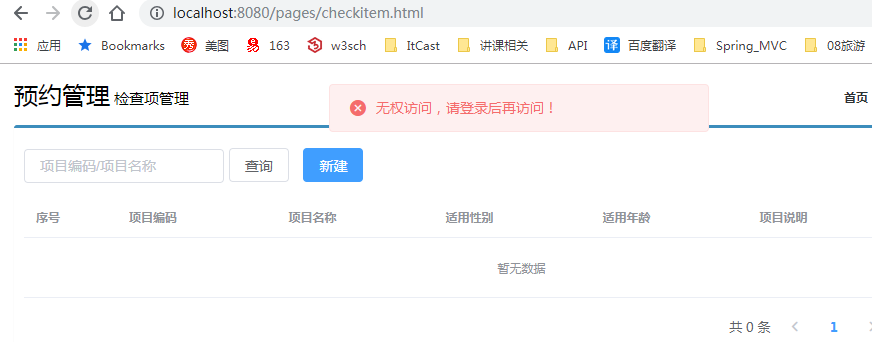 localhost:8080/pages/checkitem.html
应用 Bookmarks 秀 美图 易 163 w3sch ItCast 讲课相关 API 译 百度翻译 Spring_MVC 08旅游
预约管理 检查项管理 首页
无权访问，请登录后再访问！
项目编码/项目名称 查询 新建
序号 项目编码 项目名称 适用性别 适用年龄 项目说明
暂无数据
共 0 条 1